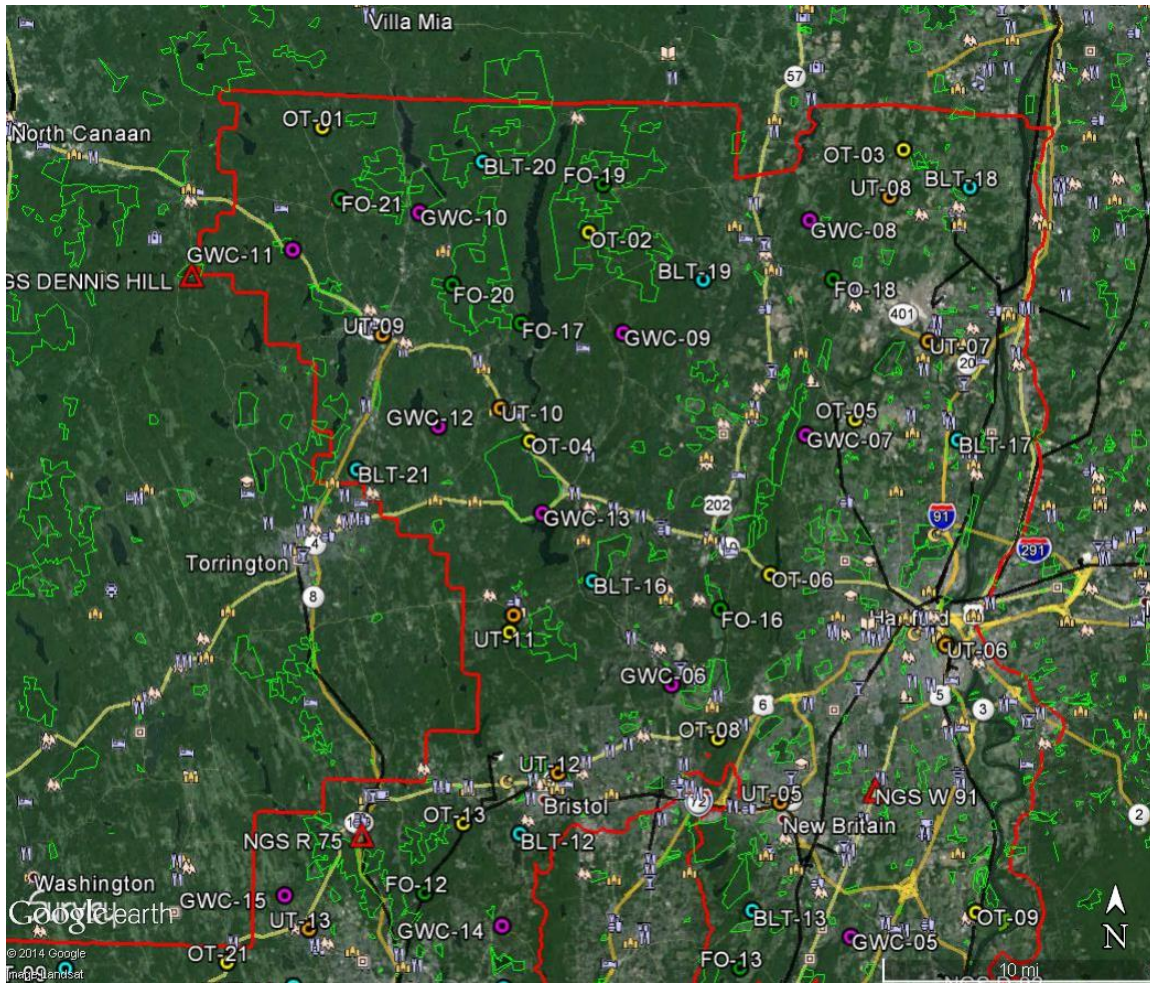 Villa Mia
57
OT-01
North Canaan
OT-03
BLT-20
FO-19
UT-08
BLT-18
FO-21
GWC-10
GWC-08
OT-02
GWC-11
GS DENNIS HILL
BLT-19
FO-20
FO-18
401
FO-17
UT-09
GWC-09
UT-07
20
UT-10
GWC-12
OT-05
OT-04
GWC-07
BLT-17
BLT-21
202
GWC-13
91
4
291
Torrington
OT-06
BLT-16
8
FO-16
UT-11
UT-06
GWC-06
5
6
3
OT-08
UT-12
Bristol
72
UT-05
NGS W 91
OT-13
2
NGS R 75
BLT-12
New Britain
Washington
FO-12
GWC-15
Google earth
UT-13
GWC-14
BLT-13
OT-09
GWC-05
N
OT-21
© 2014 Google
Image Landsat
FO-13
10 mi